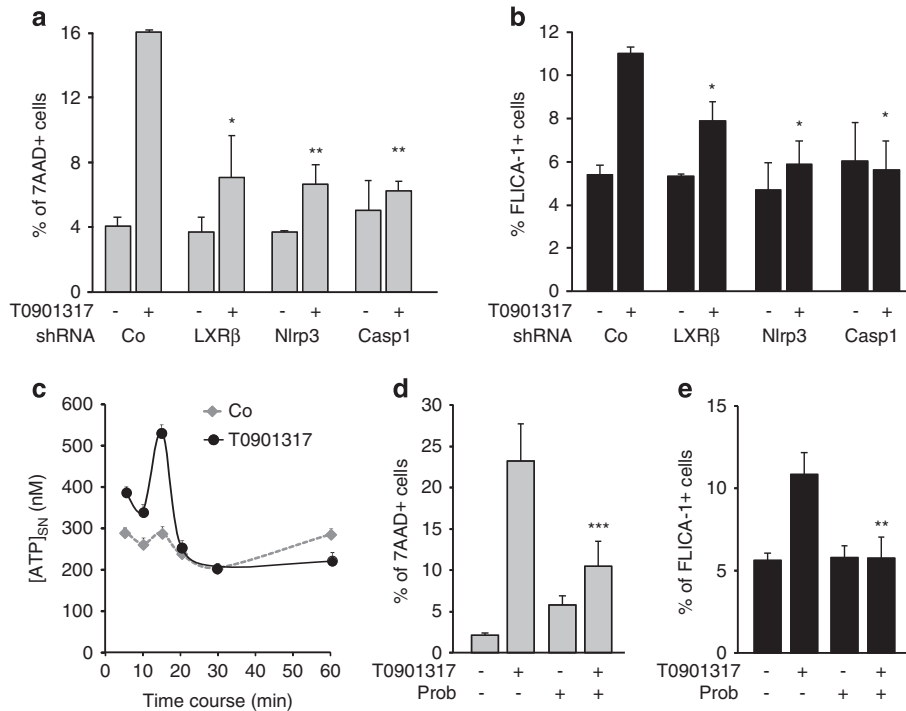 a
% of 7AAD+ cells
16
12
8
4
0
*
**
**
T0901317 - + - + - + - +
shRNA Co LXRβ Nlrp3 Casp1
b
% FLICA-1+ cells
12
10
8
6
4
2
0
*
*
*
T0901317 - + - + - + - +
shRNA Co LXRβ Nlrp3 Casp1
c
[ATP]SN (nM)
600
500
400
300
200
100
0
Co
T0901317
0 10 20 30 40 50 60
Time course (min)
d
% of 7AAD+ cells
30
25
20
15
10
5
0
***
T0901317 - + - +
Prob - - + +
e
% of FLICA-1+ cells
15
10
5
0
**
T0901317 - + - +
Prob - - + +